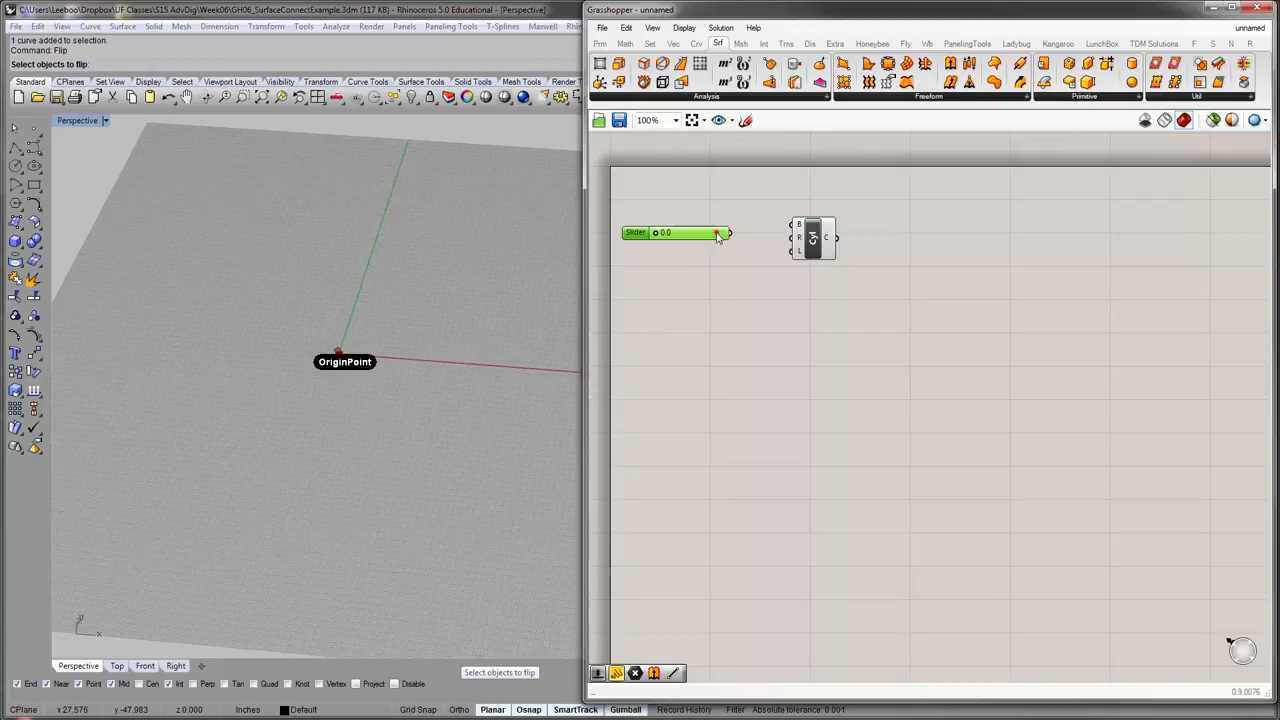 C:\Users\Leeboo\Dropbox\UF Classes\S15 AdvDig\Week06\GH06_SurfaceConnectExample.3dm (117 KB) - Rhinoceros 5.0 Educational - [Perspective]
File Edit View Curve Surface Solid Mesh Dimension Transform Tools Analyze Render Panels Paneling Tools T-Splines Artisan
1 curve added to selection.
Command: Flip
Select objects to flip:
Standard CPlanes Set View Display Select Viewport Layout Visibility Transform Curve Tools Surface Tools Solid Tools Mesh Tools Render T
Perspective
OriginPoint
y
x
Perspective Top Front Right
Select objects to flip
End Near Point Mid Cen Int Perp Tan Quad Knot Vertex Project Disable
CPlane x 27.576 y -47.983 z 0.000 Inches Default Grid Snap Ortho Planar Osnap SmartTrack Gumball Record History Filter Absolute tolerance: 0.001
Grasshopper - unnamed
File Edit View Display Solution Help unnamed
Prm Math Set Vec Crv Srf Msh Int Trns Dis Extra Honeybee Fly Wb PanelingTools Ladybug Kangaroo LunchBox TDM Solutions F S N R
Analysis Freeform Primitive Util
100%
Slider 0.0
B
R
L
Cyl
C
0.9.0076